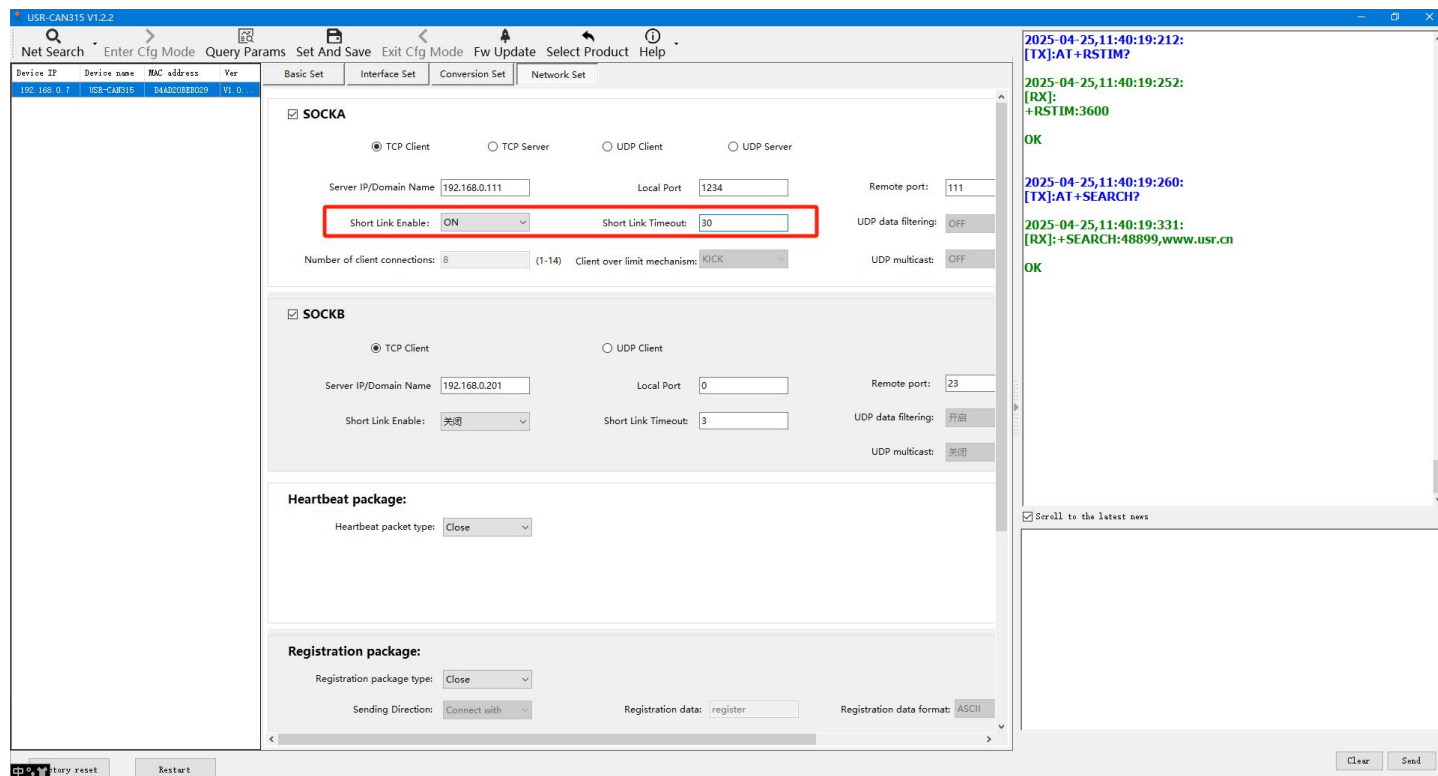 USR-CAN315 V1.2.2
Net Search Enter Cfg Mode Query Params Set And Save Exit Cfg Mode Fw Update Select Product Help
Device IP Device name MAC address Ver
192.168.0.7 USR-CAN315 D4AD20BEB029 V1.0...
Basic Set Interface Set Conversion Set Network Set
SOCKA
TCP Client TCP Server UDP Client UDP Server
Server IP/Domain Name 192.168.0.111 Local Port 1234 Remote port: 111
Short Link Enable: ON Short Link Timeout: 30 UDP data filtering: OFF
Number of client connections: 8 (1-14) Client over limit mechanism: KICK UDP multicast: OFF
SOCKB
TCP Client UDP Client
Server IP/Domain Name 192.168.0.201 Local Port 0 Remote port: 23
Short Link Enable: 关闭 Short Link Timeout: 3 UDP data filtering: 开启
UDP multicast: 关闭
Heartbeat package:
Heartbeat packet type: Close
Registration package:
Registration package type: Close
Sending Direction: Connect with Registration data: register Registration data format: ASCII
2025-04-25,11:40:19:212:
[TX]:AT+RSTIM?
2025-04-25,11:40:19:252:
[RX]:
+RSTIM:3600
OK
2025-04-25,11:40:19:260:
[TX]:AT+SEARCH?
2025-04-25,11:40:19:331:
[RX]:+SEARCH:48899,www.usr.cn
OK
Scroll to the latest news
Clear Send
中 tory reset Restart